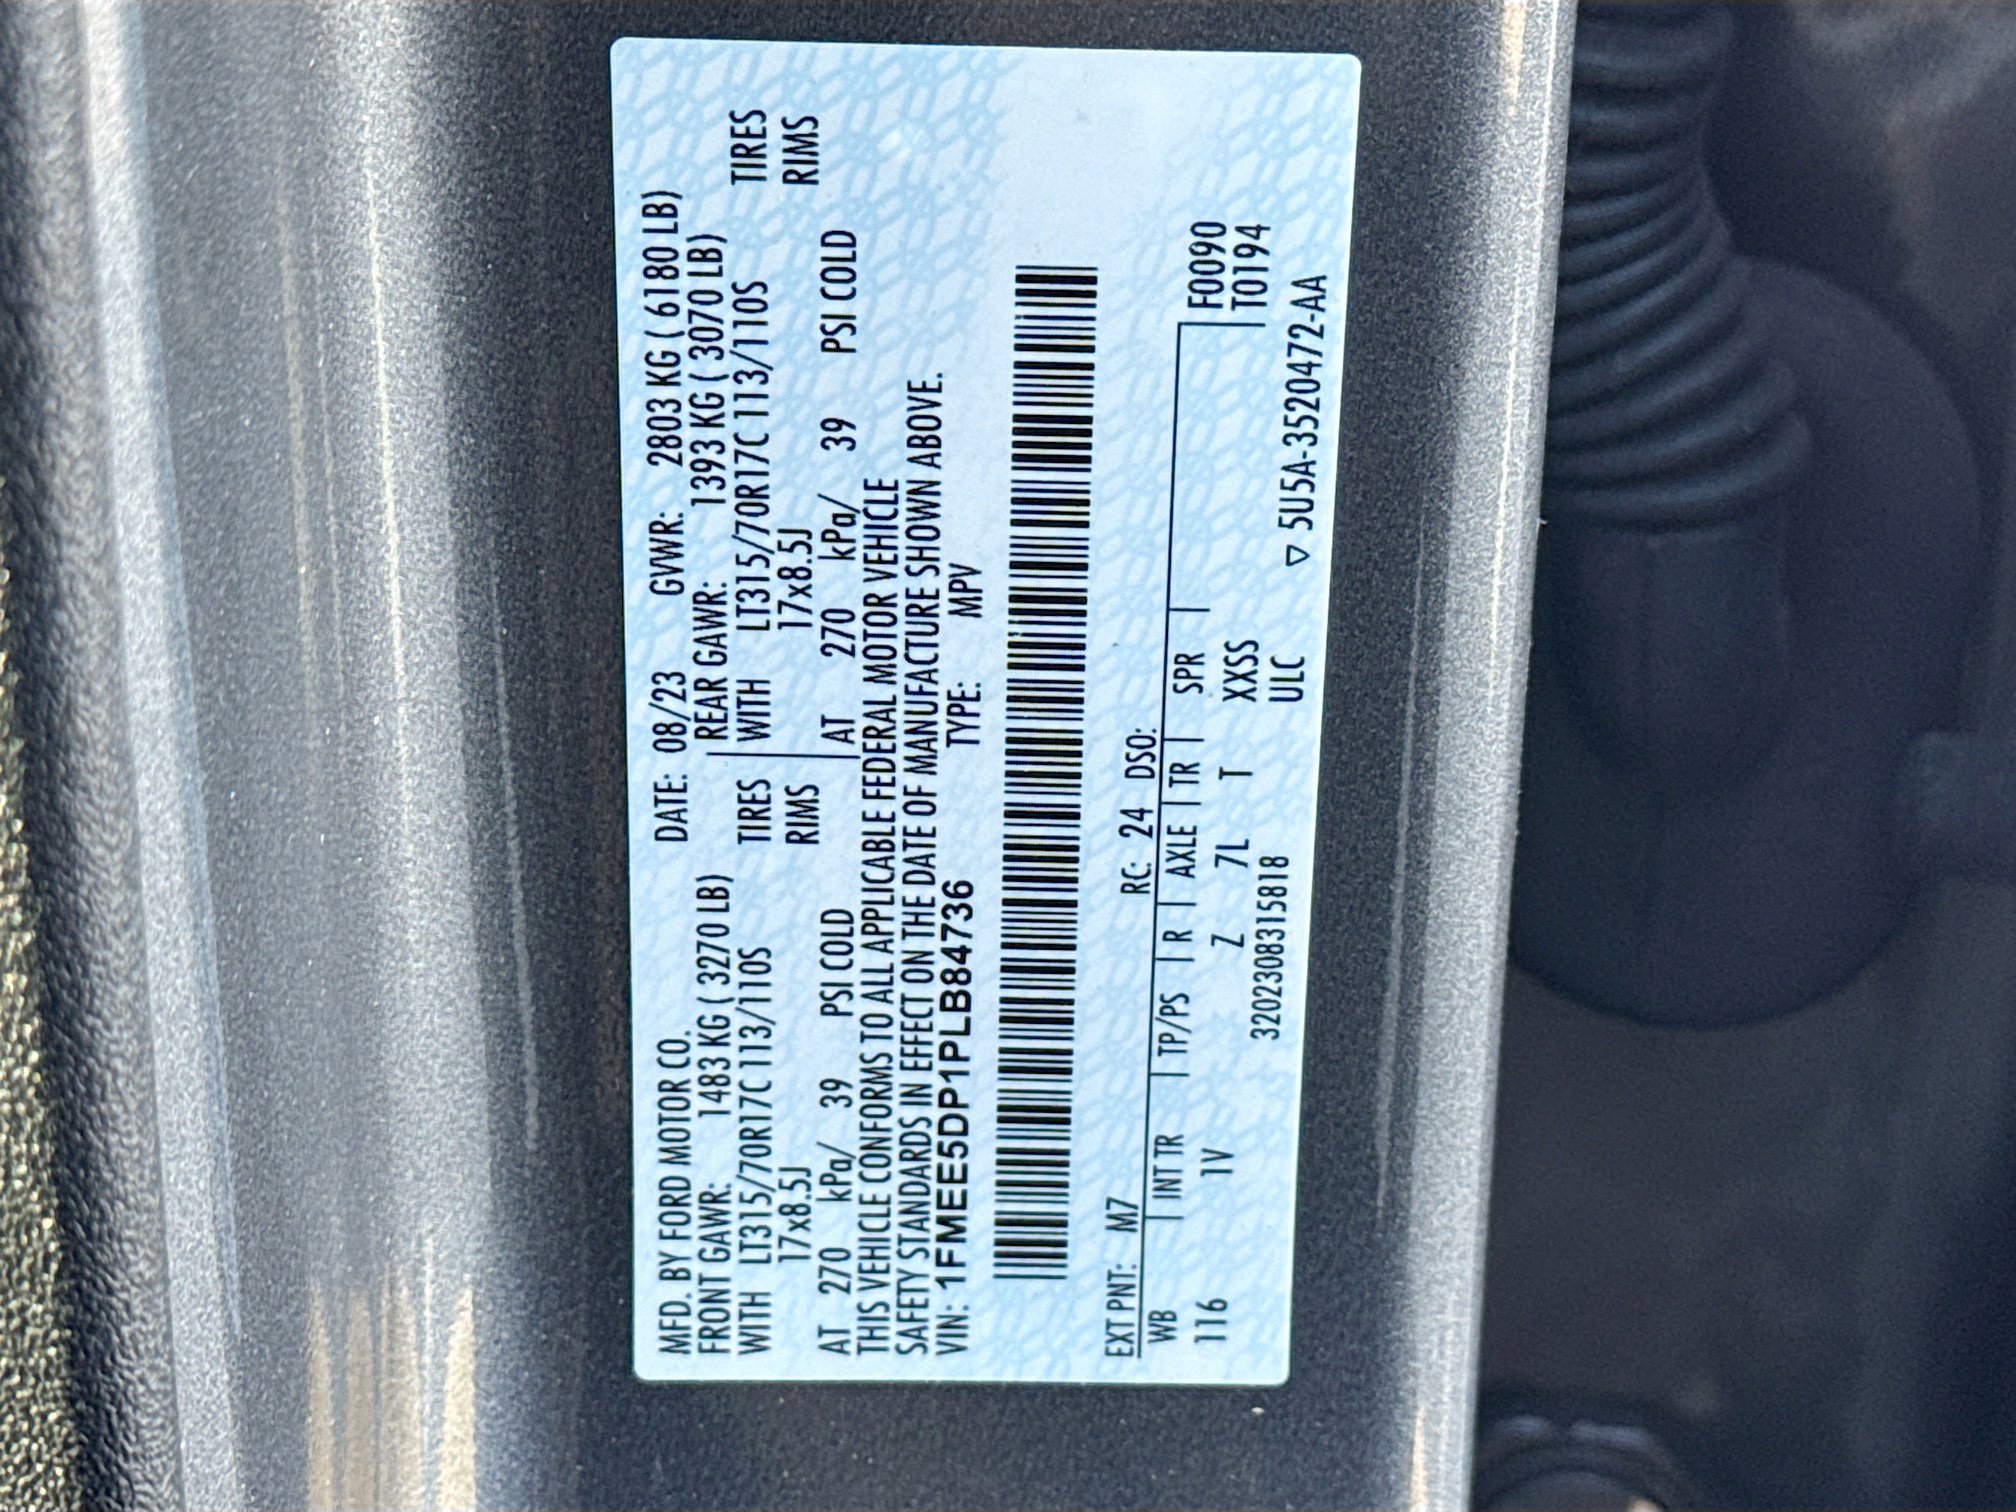 MFD. BY FORD MOTOR CO. DATE: 08/23 GVWR: 2803 KG ( 6180 LB)
FRONT GAWR: 1483 KG ( 3270 LB) REAR GAWR: 1393 KG ( 3070 LB)
WITH LT315/70R17C 113/110S TIRES WITH LT315/70R17C 113/110S TIRES
17x8.5J RIMS 17x8.5J RIMS
AT 270 kPa/ 39 PSI COLD AT 270 kPa/ 39 PSI COLD
THIS VEHICLE CONFORMS TO ALL APPLICABLE FEDERAL MOTOR VEHICLE
SAFETY STANDARDS IN EFFECT ON THE DATE OF MANUFACTURE SHOWN ABOVE.
VIN: 1FMEE5DP1PLB84736 TYPE: MPV
EXT PNT: M7 RC: 24 DSO:
WB INT TR TP/PS R AXLE TR SPR F0090
116 1V Z 7L T XXSS T0194
3202308315818 ULC ▽ 5U5A-3520472-AA